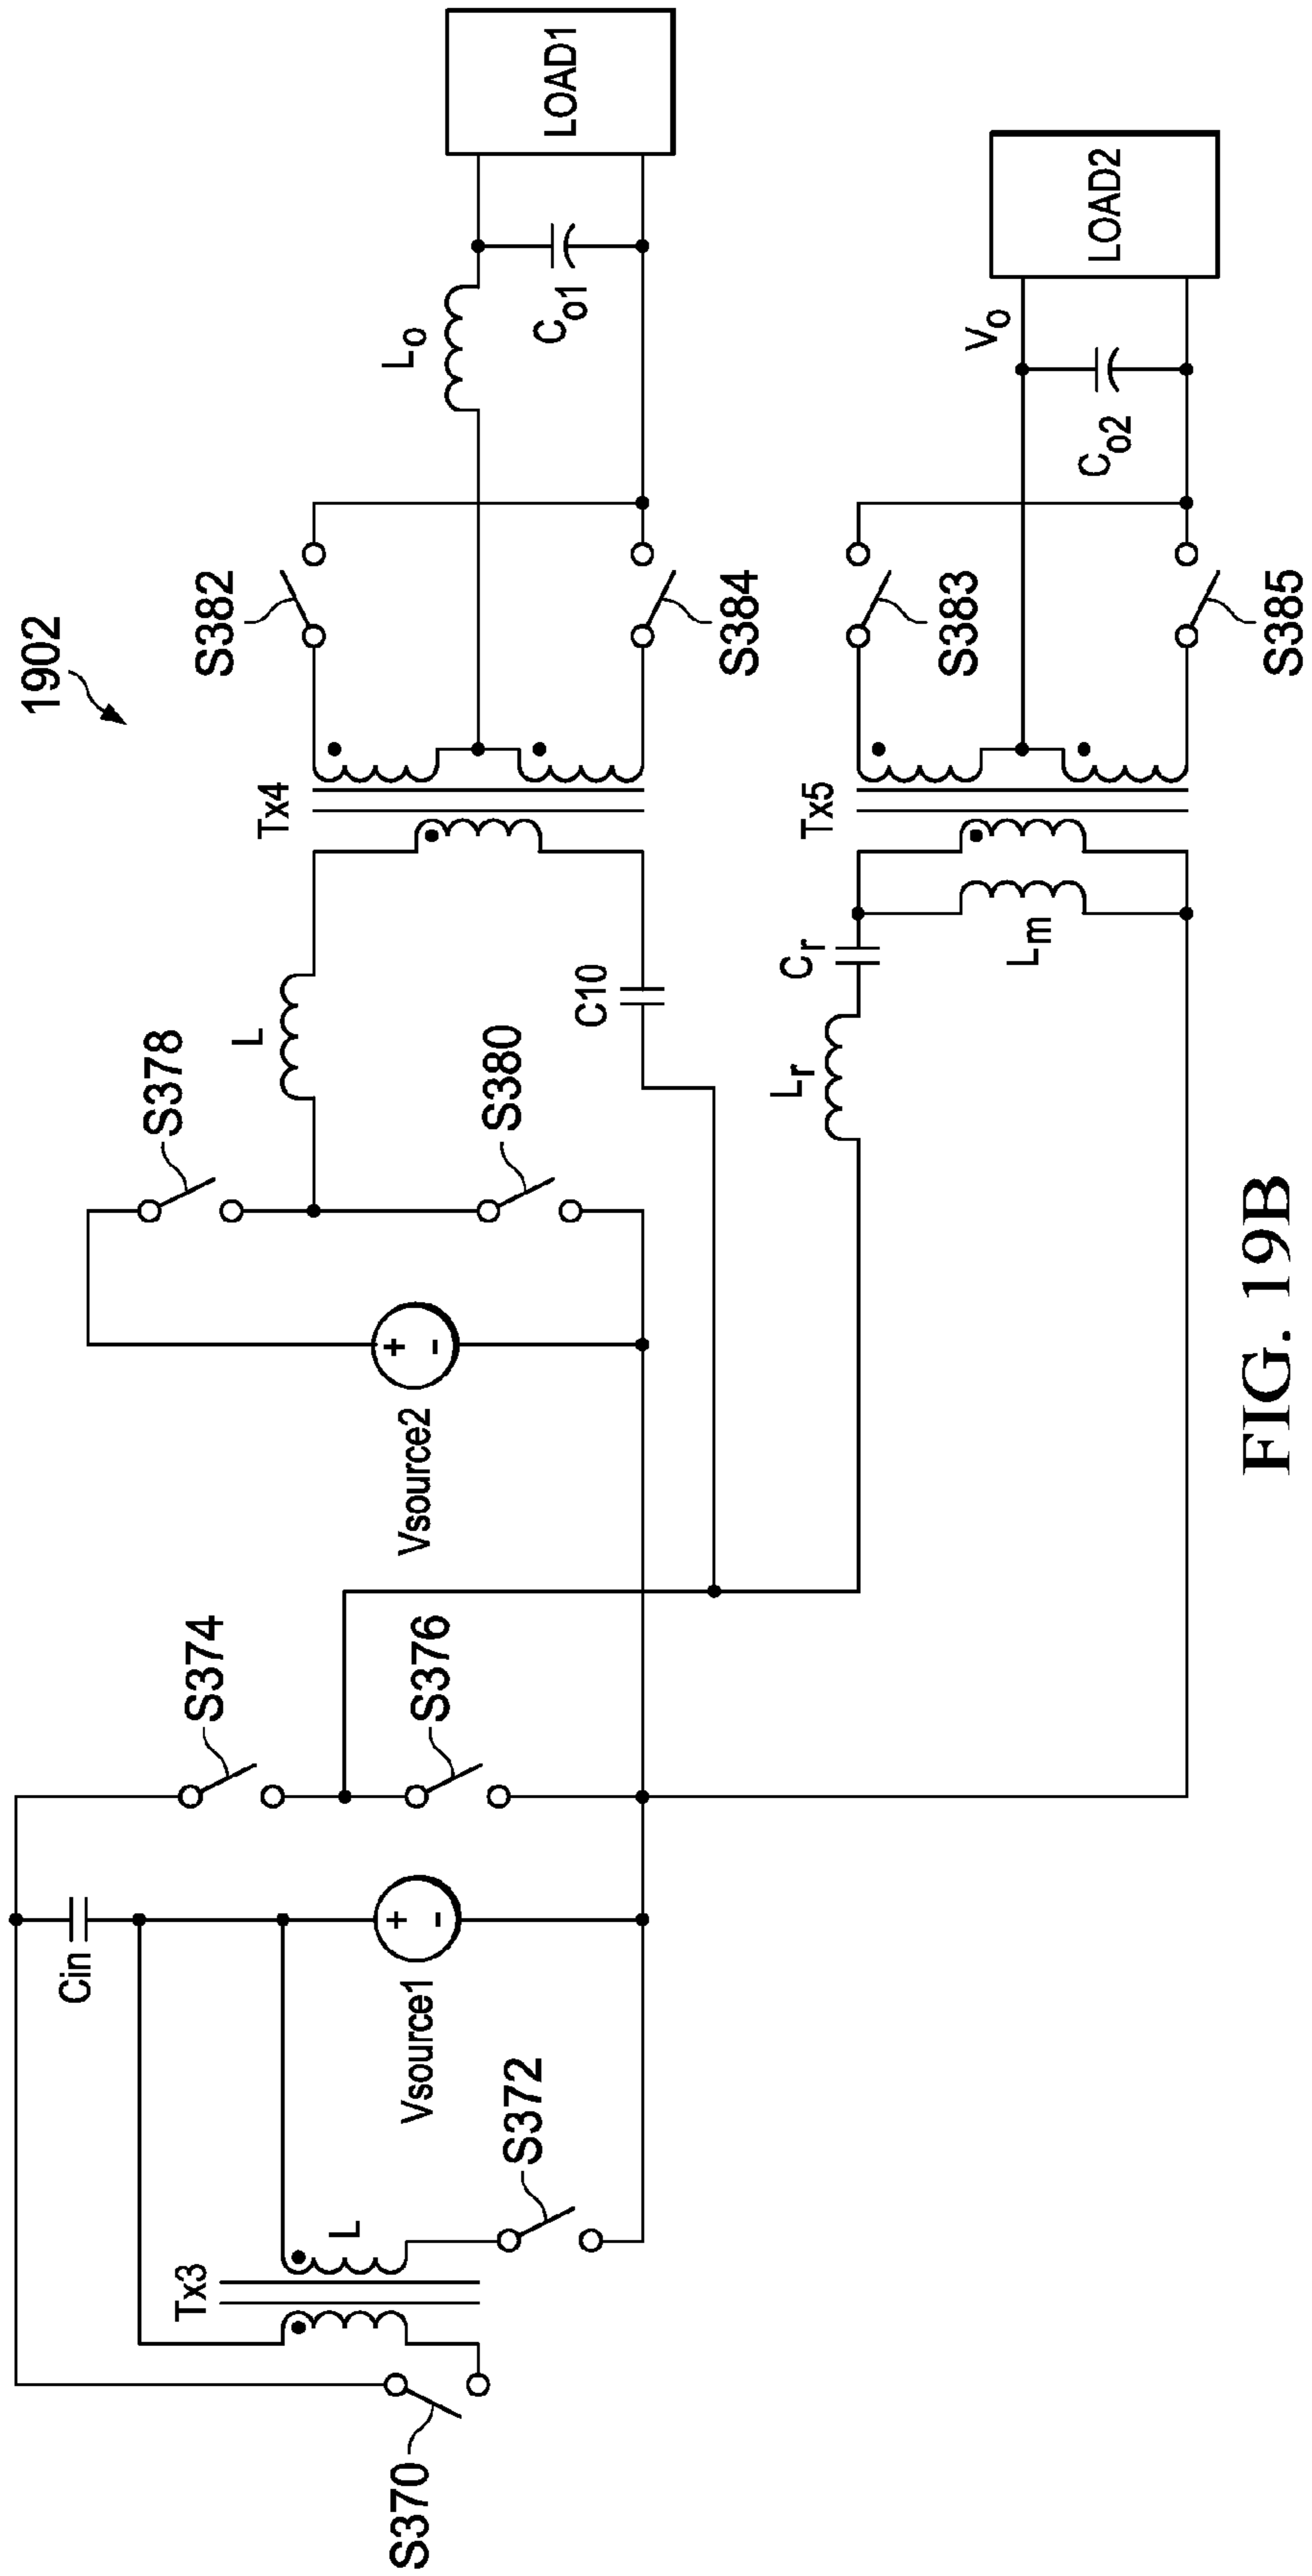 1902
S370
Tx3
L
S372
Cin
Vsource1
S374
S376
Vsource2
S378
S380
L
C10
Tx4
S382
S384
Lo
Co1
LOAD1
Lr
Cr
Lm
Tx5
S383
S385
Vo
Co2
LOAD2
+
-
+
-
FIG. 19B